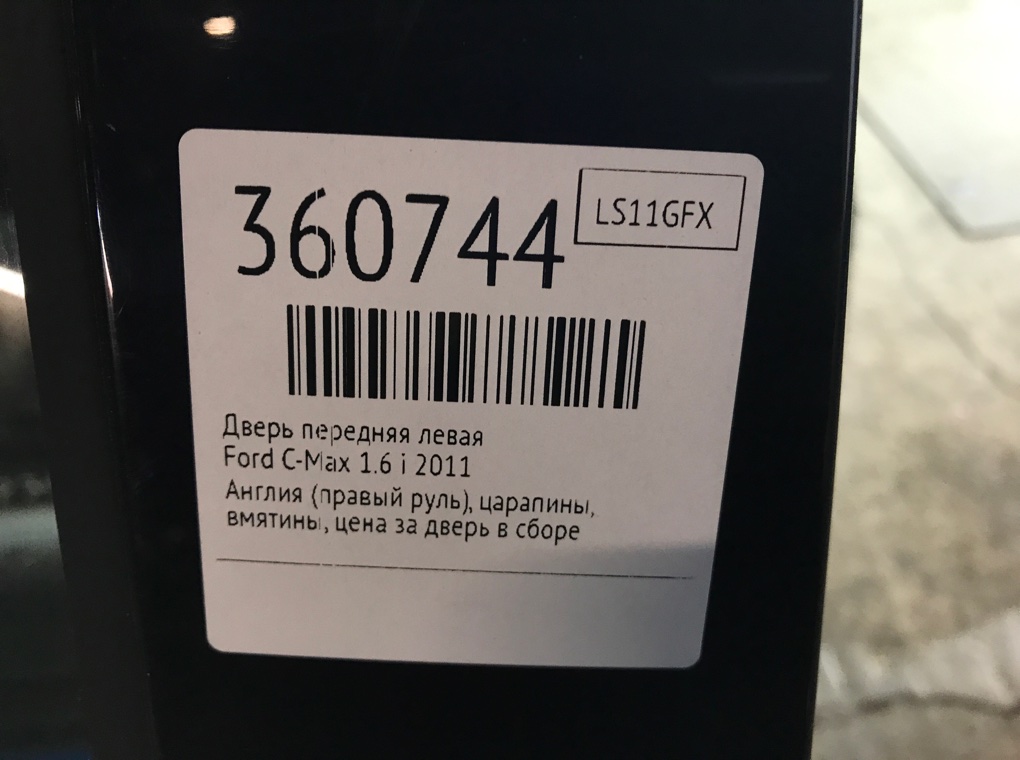 360744
LS11GFX
Дверь передняя левая
Ford C-Max 1.6 i 2011
Англия (правый руль), царапины,
вмятины, цена за дверь в сборе